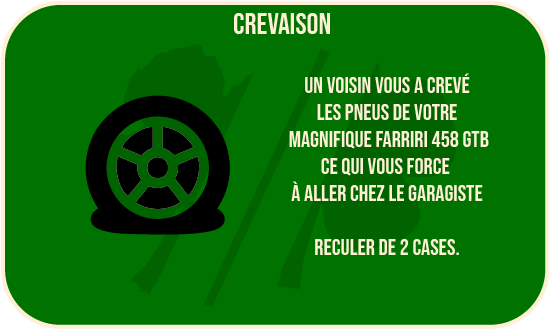 CREVAISON
UN VOISIN VOUS A CREVÉ
LES PNEUS DE VOTRE
MAGNIFIQUE FARRIRI 458 GTB
CE QUI VOUS FORCE
À ALLER CHEZ LE GARAGISTE
RECULER DE 2 CASES.